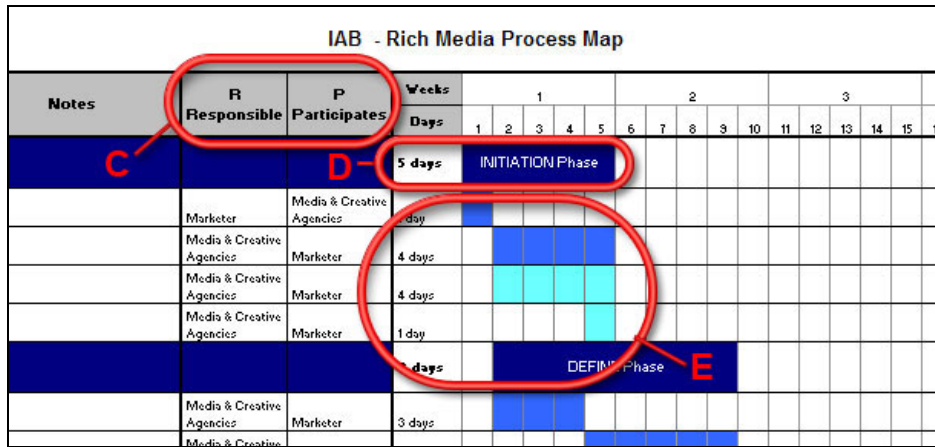 IAB - Rich Media Process Map
Notes
R
Responsible
P
Participates
Weeks
1
2
3
Days
1 2 3 4 5 6 7 8 9 10 11 12 13 14 15
C
D
5 days
INITIATION Phase
Marketer
Media & Creative
Agencies
day
Media & Creative
Agencies
Marketer
4 days
Media & Creative
Agencies
Marketer
4 days
Media & Creative
Agencies
Marketer
1 day
days
DEFINE Phase
E
Media & Creative
Agencies
Marketer
3 days
Media & Creative